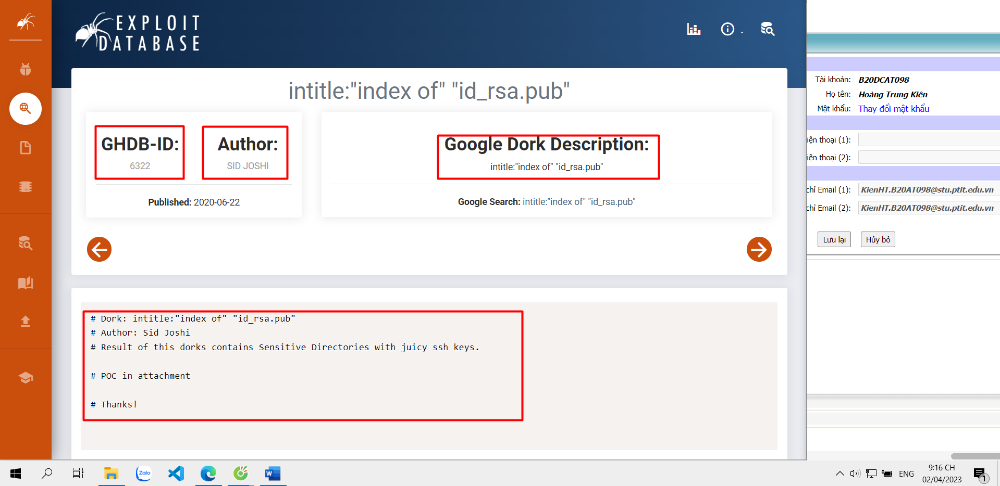 EXPLOIT
DATABASE
intitle:"index of" "id_rsa.pub"
GHDB-ID:
6322
Author:
SID JOSHI
Published: 2020-06-22
Google Dork Description:
intitle:"index of" "id_rsa.pub"
Google Search: intitle:"index of" "id_rsa.pub"
# Dork: intitle:"index of" "id_rsa.pub"
# Author: Sid Joshi
# Result of this dorks contains Sensitive Directories with juicy ssh keys.
# POC in attachment
# Thanks!
Tài khoản: B20DCAT098
Họ tên: Hoàng Trung Kiên
Mật khẩu: Thay đổi mật khẩu
iện thoại (1):
iện thoại (2):
chỉ Email (1): KienHT.B20AT098@stu.ptit.edu.vn
chỉ Email (2): KienHT.B20AT098@stu.ptit.edu.vn
Lưu lại Hủy bỏ
Zalo
W
ENG
9:16 CH
02/04/2023
1